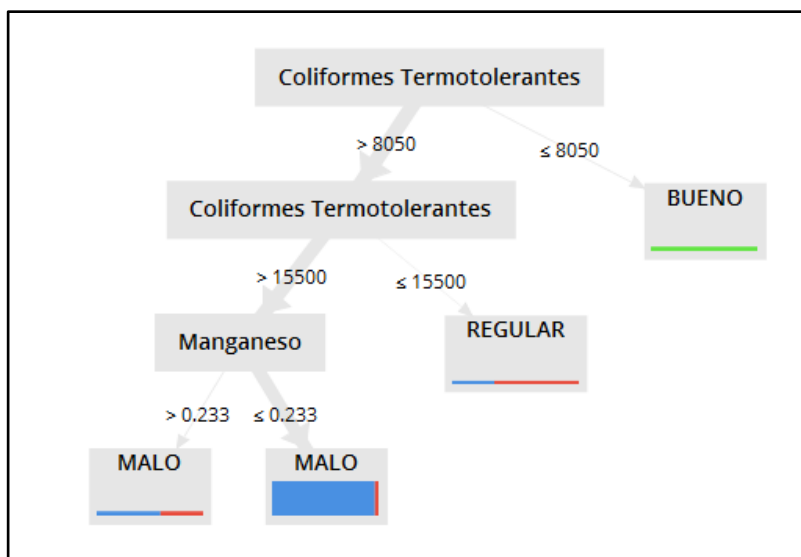 Coliformes Termotolerantes
> 8050
≤ 8050
Coliformes Termotolerantes
BUENO
> 15500
≤ 15500
Manganeso
REGULAR
> 0.233
≤ 0.233
MALO
MALO